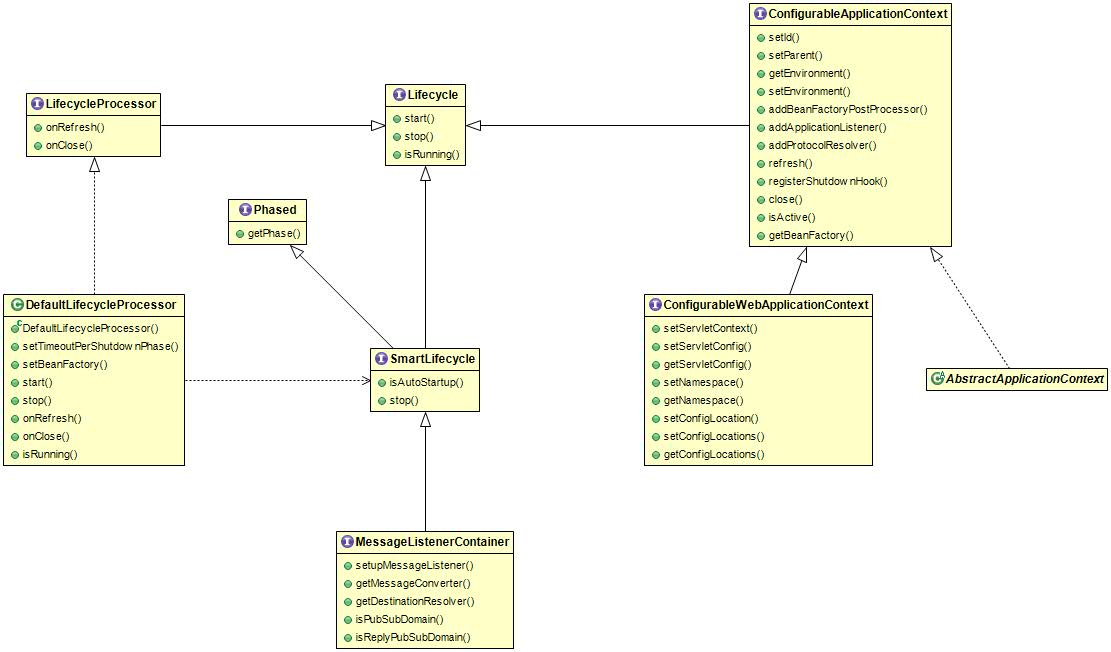 ConfigurableApplicationContext
setId()
setParent()
getEnvironment()
setEnvironment()
addBeanFactoryPostProcessor()
addApplicationListener()
addProtocolResolver()
refresh()
registerShutdownHook()
close()
isActive()
getBeanFactory()
LifecycleProcessor
onRefresh()
onClose()
Lifecycle
start()
stop()
isRunning()
Phased
getPhase()
DefaultLifecycleProcessor
DefaultLifecycleProcessor()
setTimeoutPerShutdownPhase()
setBeanFactory()
start()
stop()
onRefresh()
onClose()
isRunning()
SmartLifecycle
isAutoStartup()
stop()
ConfigurableWebApplicationContext
setServletContext()
setServletConfig()
getServletConfig()
setNamespace()
getNamespace()
setConfigLocation()
setConfigLocations()
getConfigLocations()
AbstractApplicationContext
MessageListenerContainer
setupMessageListener()
getMessageConverter()
getDestinationResolver()
isPubSubDomain()
isReplyPubSubDomain()